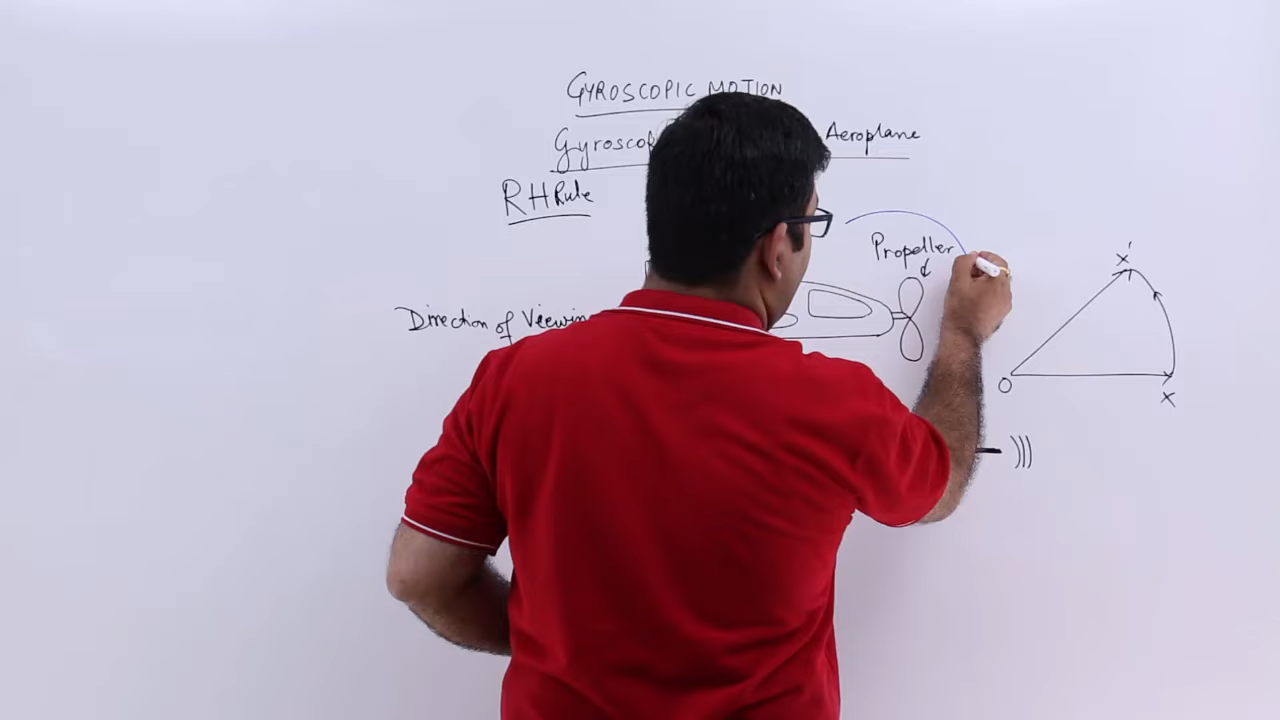 GYROSCOPIC MOTION
Aeroplane
RH Rule
Propeller
x'
Direction of
O
x